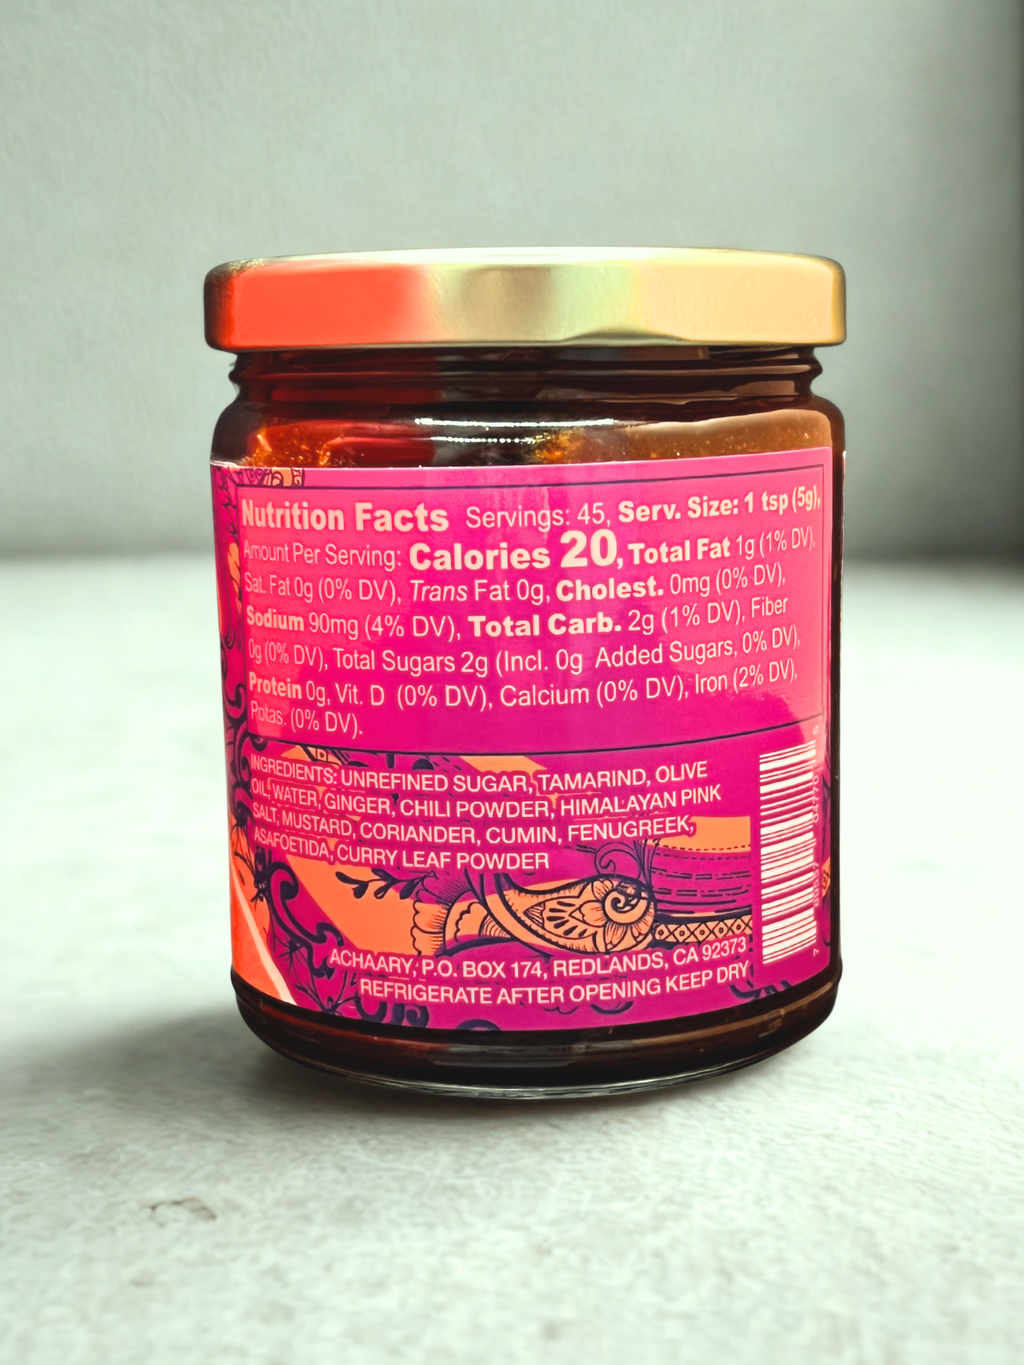 Nutrition Facts Servings: 45, Serv. Size: 1 tsp (5g),
Amount Per Serving: Calories 20, Total Fat 1g (1% DV),
Sat. Fat 0g (0% DV), Trans Fat 0g, Cholest. 0mg (0% DV),
Sodium 90mg (4% DV), Total Carb. 2g (1% DV), Fiber
0g (0% DV), Total Sugars 2g (Incl. 0g Added Sugars, 0% DV),
Protein 0g, Vit. D (0% DV), Calcium (0% DV), Iron (2% DV),
Potas. (0% DV).
INGREDIENTS: UNREFINED SUGAR, TAMARIND, OLIVE
OIL, WATER, GINGER, CHILI POWDER, HIMALAYAN PINK
SALT, MUSTARD, CORIANDER, CUMIN, FENUGREEK,
ASAFOETIDA, CURRY LEAF POWDER
ACHAARY, P.O. BOX 174, REDLANDS, CA 92373
REFRIGERATE AFTER OPENING KEEP DRY